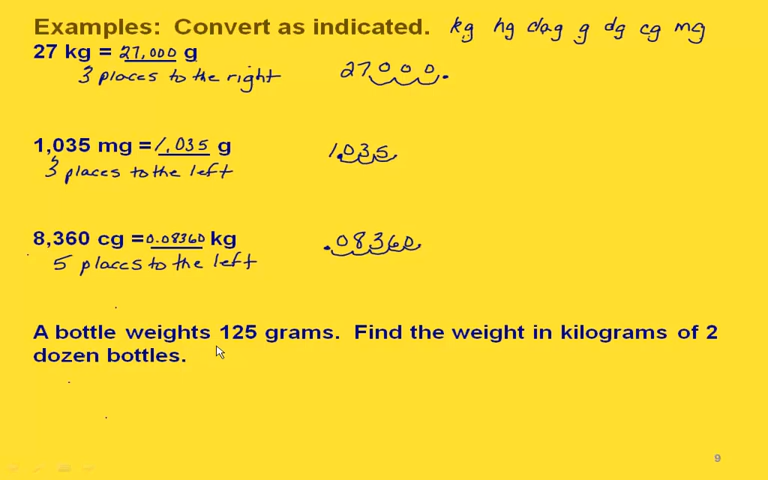 Examples: Convert as indicated. kg hg dag g dg cg mg
27 kg = 27,000 g
3 places to the right 27000.
1,035 mg = 1,035 g
3 places to the left 1.035
8,360 cg = 0.08360 kg
5 places to the left .08360
A bottle weights 125 grams. Find the weight in kilograms of 2
dozen bottles.
9